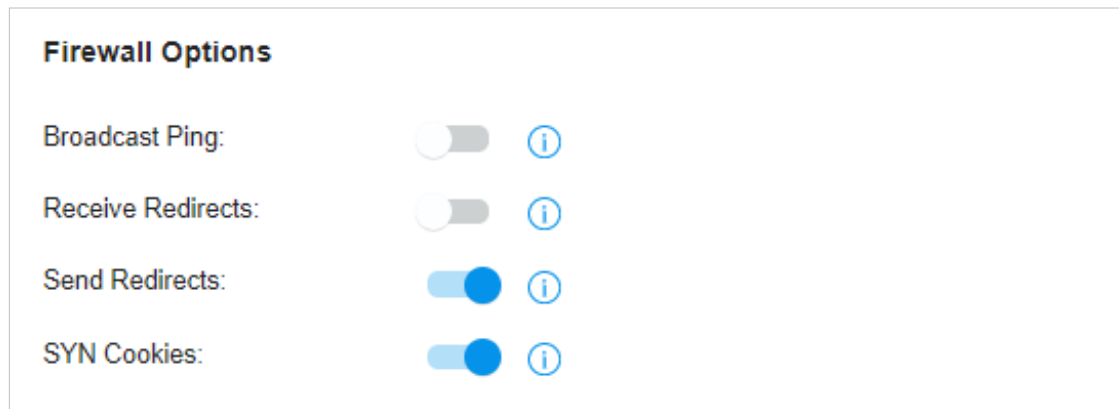 Firewall Options
Broadcast Ping:
Receive Redirects:
Send Redirects:
SYN Cookies: